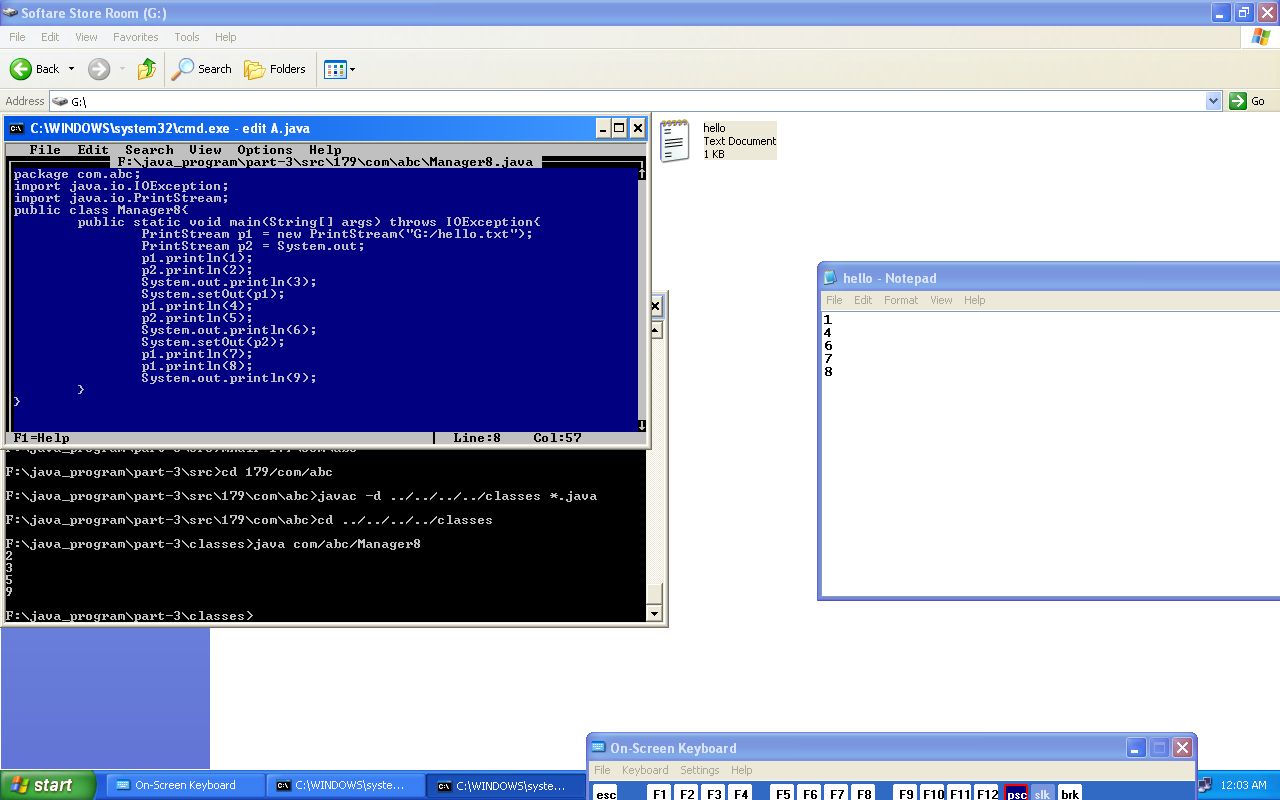 Softare Store Room (G:)
File Edit View Favorites Tools Help
Back Search Folders
Address G:\ Go
C:\WINDOWS\system32\cmd.exe - edit A.java
File Edit Search View Options Help
F:\java_program\part-3\src\179\com\abc\Manager8.java
package com.abc;
import java.io.IOException;
import java.io.PrintStream;
public class Manager8{
public static void main(String[] args) throws IOException{
PrintStream p1 = new PrintStream("G:/hello.txt");
PrintStream p2 = System.out;
p1.println(1);
p2.println(2);
System.out.println(3);
System.setOut(p1);
p1.println(4);
p2.println(5);
System.out.println(6);
System.setOut(p2);
p1.println(7);
p1.println(8);
System.out.println(9);
}
}
F1=Help Line:8 Col:57
F:\java_program\part-3\src>cd 179/com/abc
F:\java_program\part-3\src\179\com\abc>javac -d ../../../../classes *.java
F:\java_program\part-3\src\179\com\abc>cd ../../../../classes
F:\java_program\part-3\classes>java com/abc/Manager8
2
3
5
9
F:\java_program\part-3\classes>
hello
Text Document
1 KB
hello - Notepad
File Edit Format View Help
1
4
6
7
8
On-Screen Keyboard
File Keyboard Settings Help
esc F1 F2 F3 F4 F5 F6 F7 F8 F9 F10 F11 F12 psc slk brk
start On-Screen Keyboard C:\WINDOWS\syste... C:\WINDOWS\syste... 12:03 AM